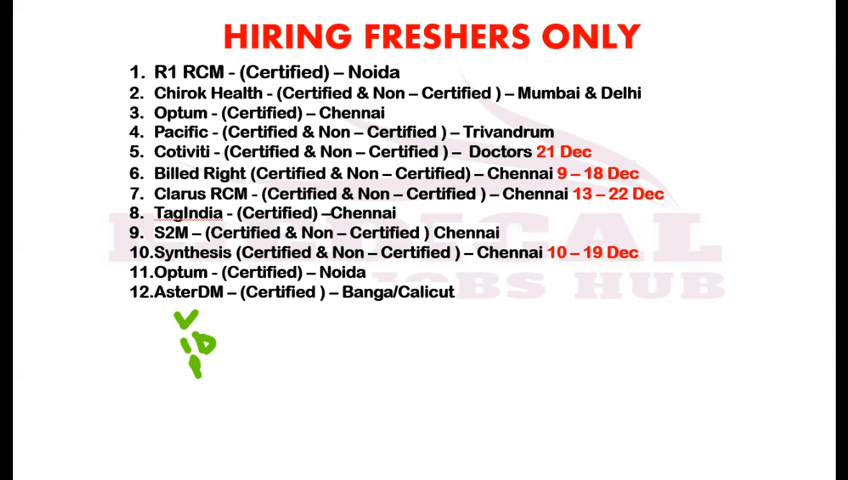 HIRING FRESHERS ONLY
1. R1 RCM - (Certified) – Noida
2. Chirok Health - (Certified & Non – Certified ) – Mumbai & Delhi
3. Optum - (Certified) – Chennai
4. Pacific - (Certified & Non – Certified ) – Trivandrum
5. Cotiviti - (Certified & Non – Certified ) – Doctors 21 Dec
6. Billed Right (Certified & Non – Certified) – Chennai 9 – 18 Dec
7. Clarus RCM - (Certified & Non – Certified ) – Chennai 13 – 22 Dec
8. TagIndia - (Certified) –Chennai
9. S2M – (Certified & Non – Certified ) Chennai
10.Synthesis (Certified & Non – Certified ) – Chennai 10 – 19 Dec
11.Optum - (Certified) – Noida
12.AsterDM – (Certified ) – Banga/Calicut